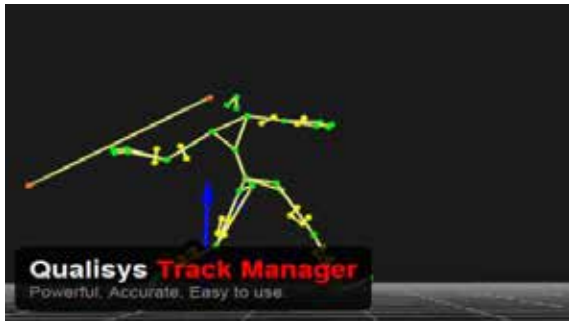 Qualisys Track Manager
Powerful, Accurate, Easy to use